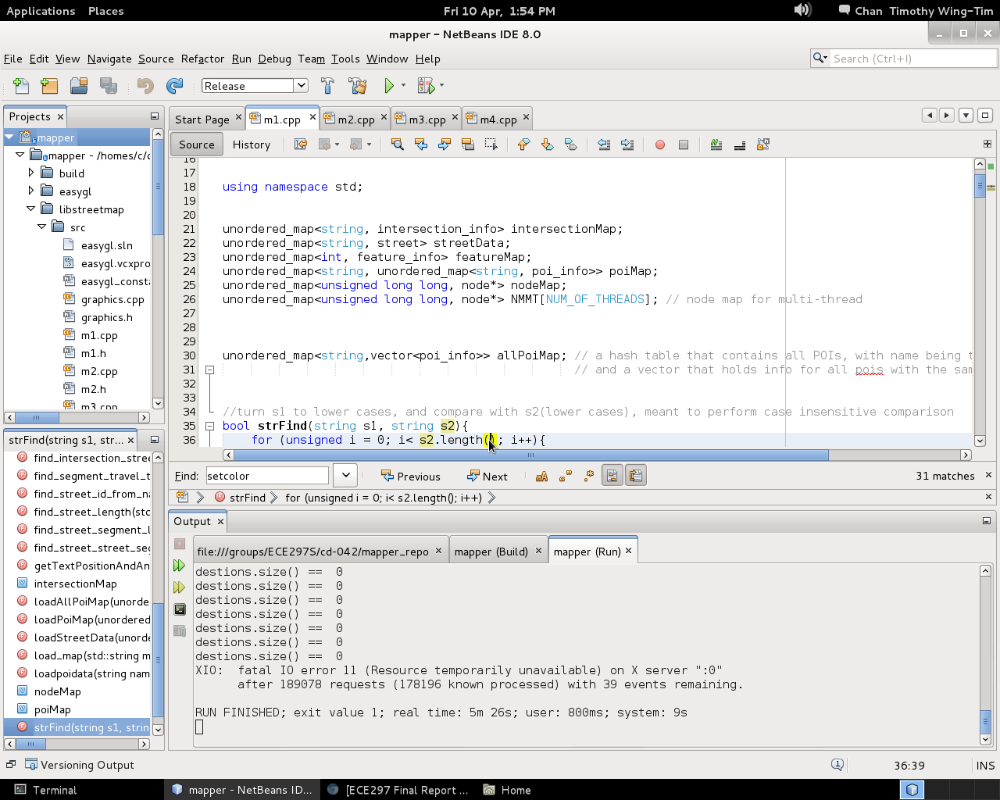 Applications Places Fri 10 Apr, 1:54 PM Chan Timothy Wing-Tim
mapper – NetBeans IDE 8.0
File Edit View Navigate Source Refactor Run Debug Team Tools Window Help Search (Ctrl+I)
Release
Projects
Start Page m1.cpp m2.cpp m3.cpp m4.cpp
Source History
mapper
mapper - /homes/c/c
build
easygl
libstreetmap
src
easygl.sln
easygl.vcxpro
easygl_consta
graphics.cpp
graphics.h
m1.cpp
m1.h
m2.cpp
m2.h
m3.cpp
16
17
18 using namespace std;
19
20
21 unordered_map<string, intersection_info> intersectionMap;
22 unordered_map<string, street> streetData;
23 unordered_map<int, feature_info> featureMap;
24 unordered_map<string, unordered_map<string, poi_info>> poiMap;
25 unordered_map<unsigned long long, node*> nodeMap;
26 unordered_map<unsigned long long, node*> NMMT[NUM_OF_THREADS]; // node map for multi-thread
27
28
29
30 unordered_map<string,vector<poi_info>> allPoiMap; // a hash table that contains all POIs, with name being t
31 // and a vector that holds info for all pois with the sam
32
33
34 //turn s1 to lower cases, and compare with s2(lower cases), meant to perform case insensitive comparison
35 bool strFind(string s1, string s2){
36 for (unsigned i = 0; i< s2.length(); i++){
Find: setcolor Previous Next 31 matches
strFind for (unsigned i = 0; i< s2.length(); i++)
strFind(string s1, str...
find_intersection_stree
find_segment_travel_t
find_street_id_from_na
find_street_length(stc
find_street_segment_l
find_street_street_seg
getTextPositionAndAn
intersectionMap
loadAllPoiMap(unorde
loadPoiMap(unordered
loadStreetData(unorde
load_map(std::string m
loadpoidata(string nam
nodeMap
poiMap
strFind(string s1, strin
Output
file:///groups/ECE297S/cd-042/mapper_repo mapper (Build) mapper (Run)
destions.size() == 0
destions.size() == 0
destions.size() == 0
destions.size() == 0
destions.size() == 0
destions.size() == 0
destions.size() == 0
XIO: fatal IO error 11 (Resource temporarily unavailable) on X server ":0"
after 189078 requests (178196 known processed) with 39 events remaining.
RUN FINISHED; exit value 1; real time: 5m 26s; user: 800ms; system: 9s
Versioning Output 36:39 INS
Terminal mapper - NetBeans ID... [ECE297 Final Report ... Home